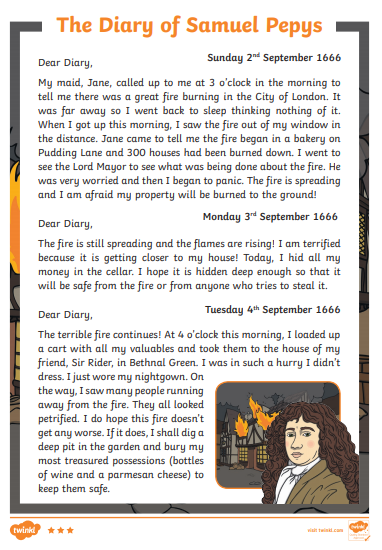 The Diary of Samuel Pepys
Sunday 2nd September 1666
Dear Diary,
My maid, Jane, called up to me at 3 o'clock in the morning to
tell me there was a great fire burning in the City of London. It
was far away so I went back to sleep thinking nothing of it.
When I got up this morning, I saw the fire out of my window in
the distance. Jane came to tell me the fire began in a bakery on
Pudding Lane and 300 houses had been burned down. I went to
see the Lord Mayor to see what was being done about the fire. He
was very worried and then I began to panic. The fire is spreading
and I am afraid my property will be burned to the ground!
Monday 3rd September 1666
Dear Diary,
The fire is still spreading and the flames are rising! I am terrified
because it is getting closer to my house! Today, I hid all my
money in the cellar. I hope it is hidden deep enough so that it
will be safe from the fire or from anyone who tries to steal it.
Tuesday 4th September 1666
Dear Diary,
The terrible fire continues! At 4 o'clock this morning, I loaded up
a cart with all my valuables and took them to the house of my
friend, Sir Rider, in Bethnal Green. I was in such a hurry I didn't
dress. I just wore my nightgown. On
the way, I saw many people running
away from the fire. They all looked
petrified. I do hope this fire doesn't
get any worse. If it does, I shall dig a
deep pit in the garden and bury my
most treasured possessions (bottles
of wine and a parmesan cheese) to
keep them safe.
twinkl
visit twinkl.com
twinkl